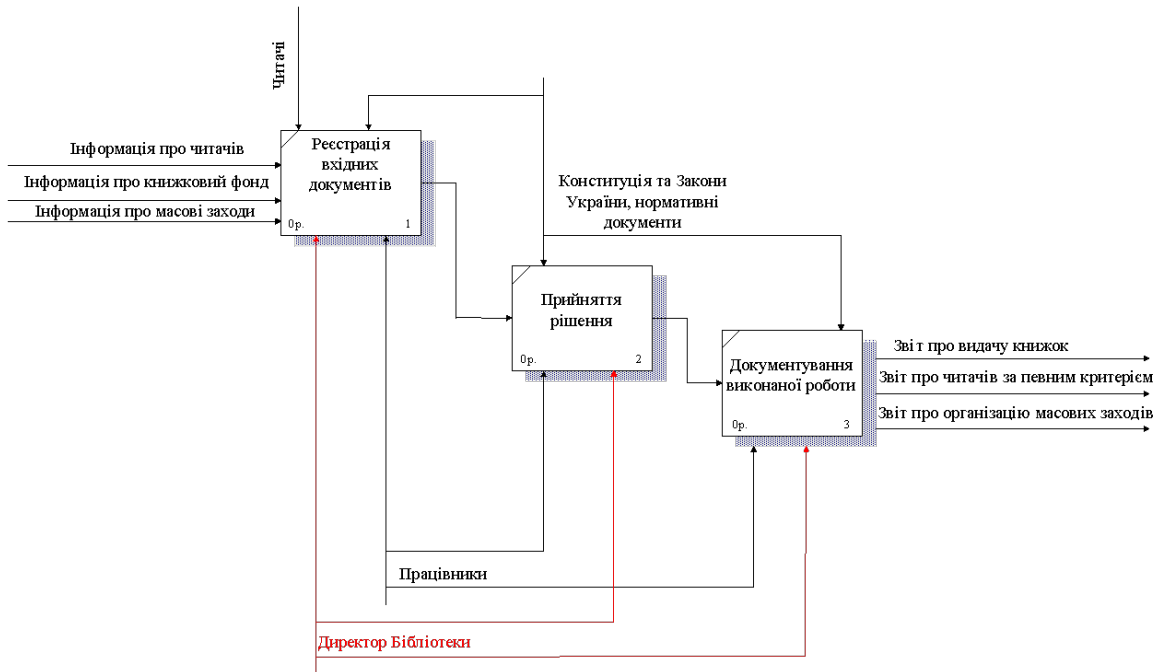 Читачі
Інформація про читачів
Інформація про книжковий фонд
Інформація про масові заходи
Реєстрація
вхідних
документів
0р. 1
Конституція та Закони
України, нормативні
документи
Прийняття
рішення
0р. 2
Документування
виконаної роботи
0р. 3
Звіт про видачу книжок
Звіт про читачів за певним критерієм
Звіт про організацію масових заходів
Працівники
Директор Бібліотеки